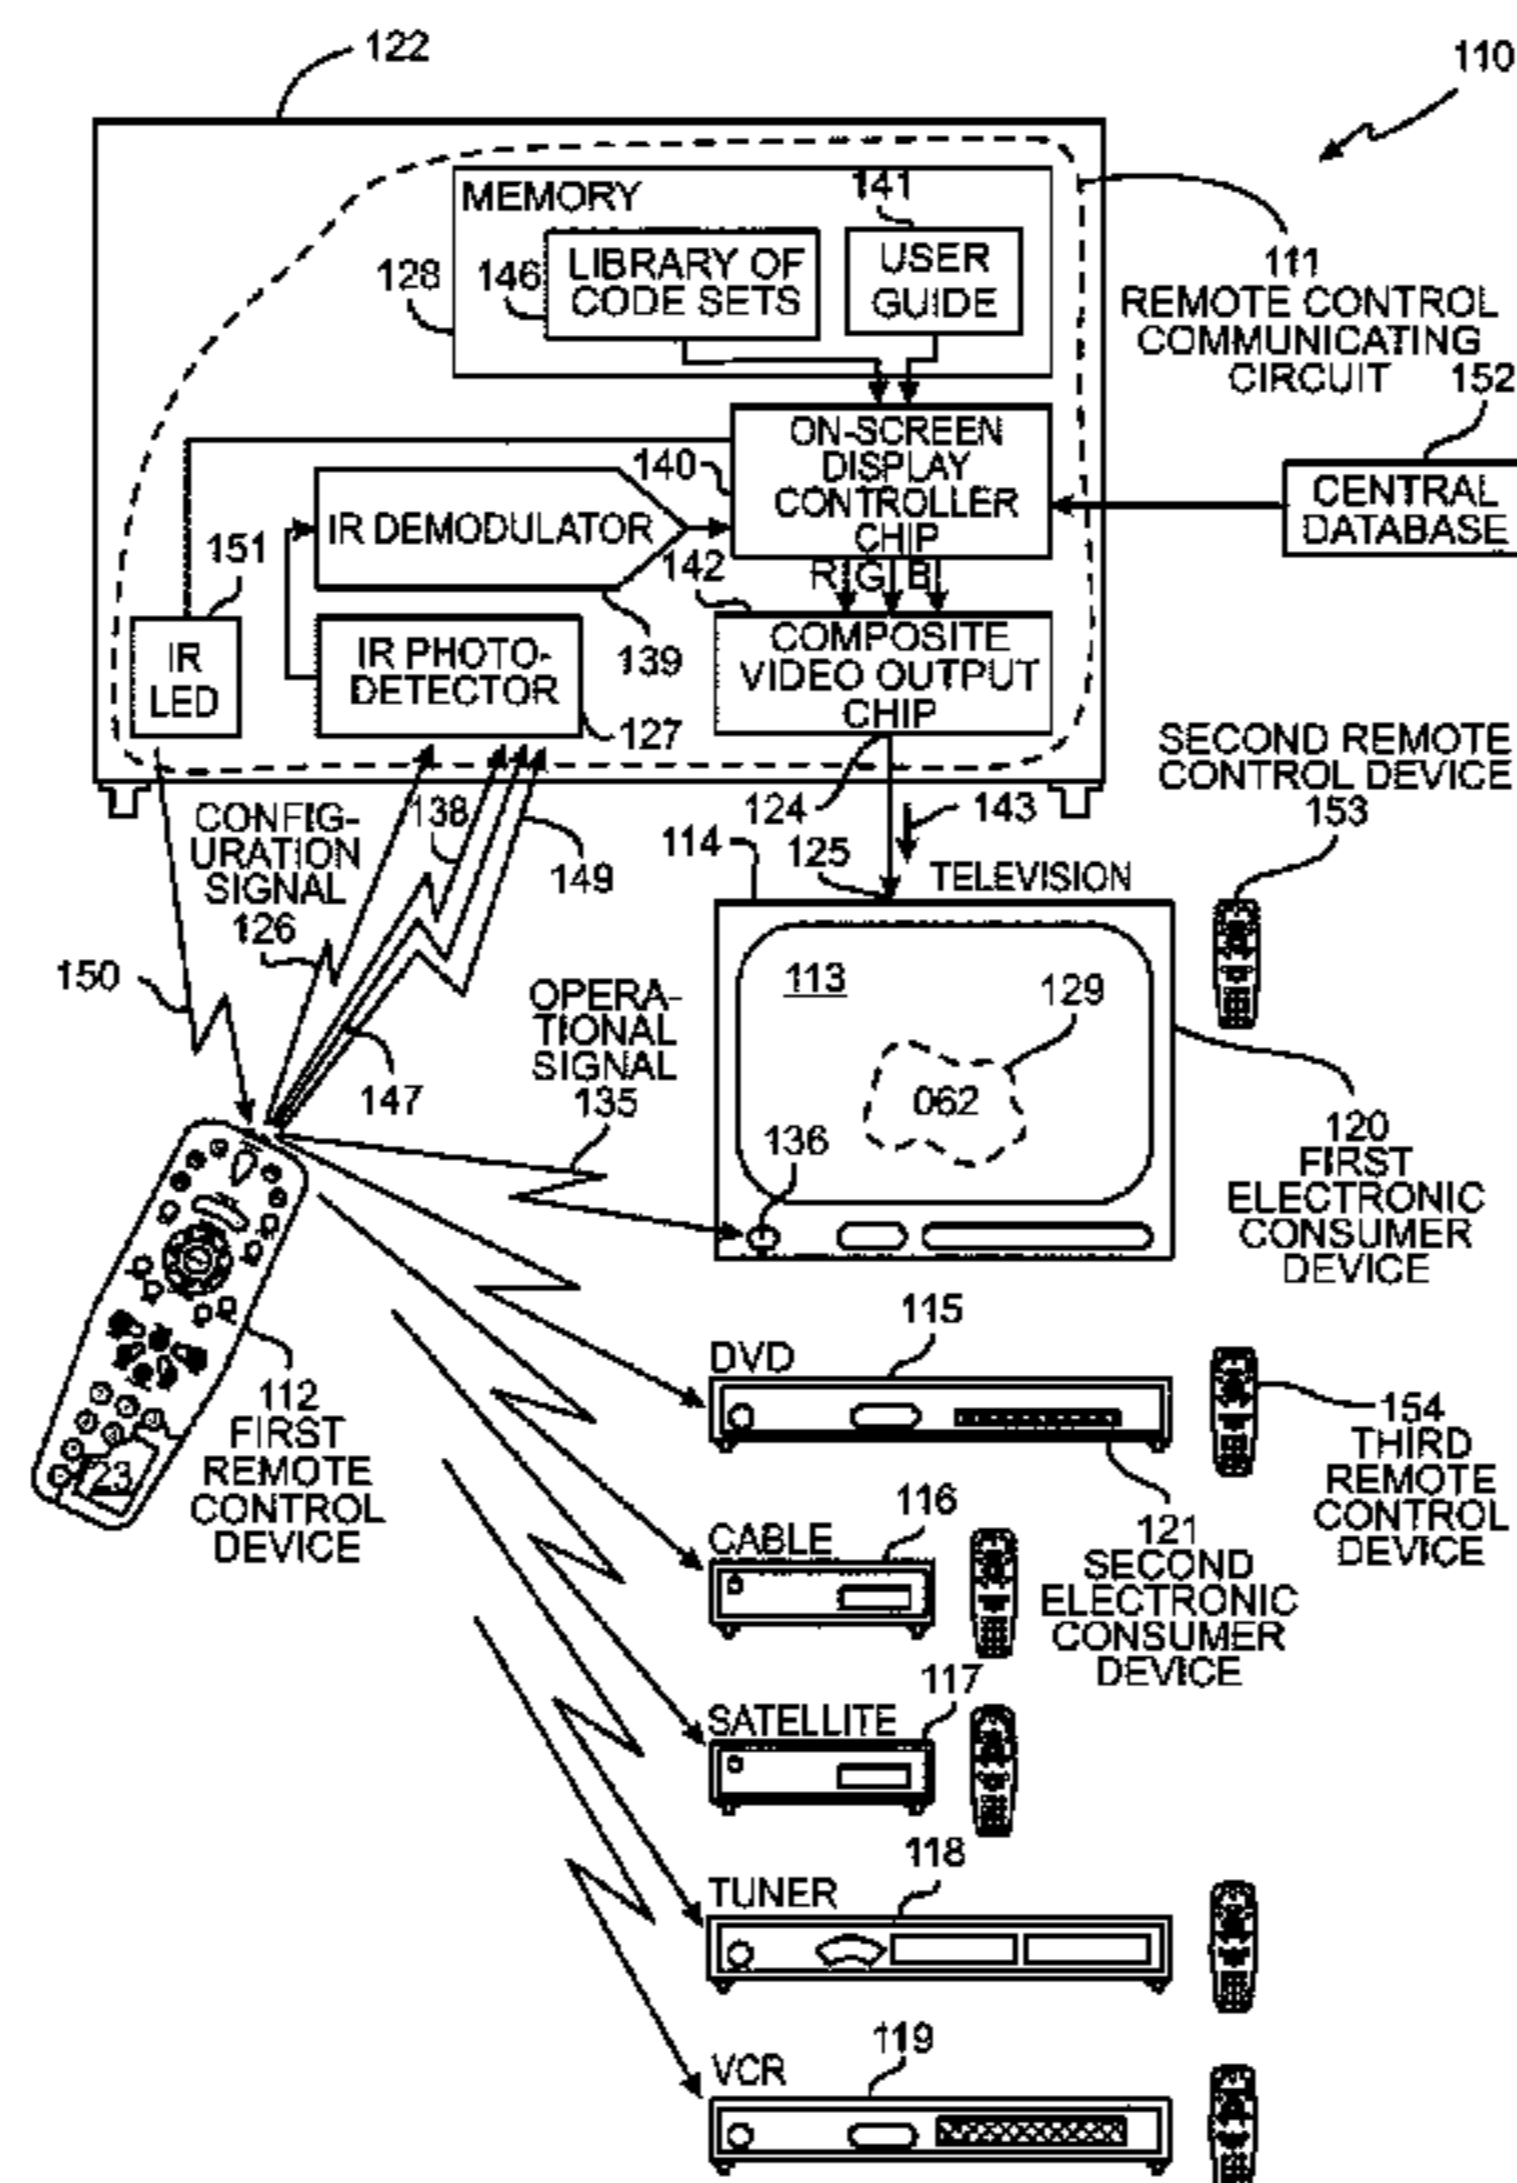 122
110
MEMORY
141
128
146
LIBRARY OF
CODE SETS
USER
GUIDE
111
REMOTE CONTROL
COMMUNICATING
CIRCUIT
152
ON-SCREEN
DISPLAY
CONTROLLER
CHIP
140
CENTRAL
DATABASE
IR DEMODULATOR
151
142
R G B
139
IR
LED
IR PHOTO-
DETECTOR
127
COMPOSITE
VIDEO OUTPUT
CHIP
SECOND REMOTE
CONTROL DEVICE
153
CONFIG-
URATION
SIGNAL
126
138
149
124
143
114
125
TELEVISION
150
147
OPERA-
TIONAL
SIGNAL
135
113
129
062
136
120
FIRST
ELECTRONIC
CONSUMER
DEVICE
115
DVD
112
FIRST
REMOTE
CONTROL
DEVICE
23
154
THIRD
REMOTE
CONTROL
DEVICE
116
CABLE
121
SECOND
ELECTRONIC
CONSUMER
DEVICE
117
SATELLITE
118
TUNER
119
VCR